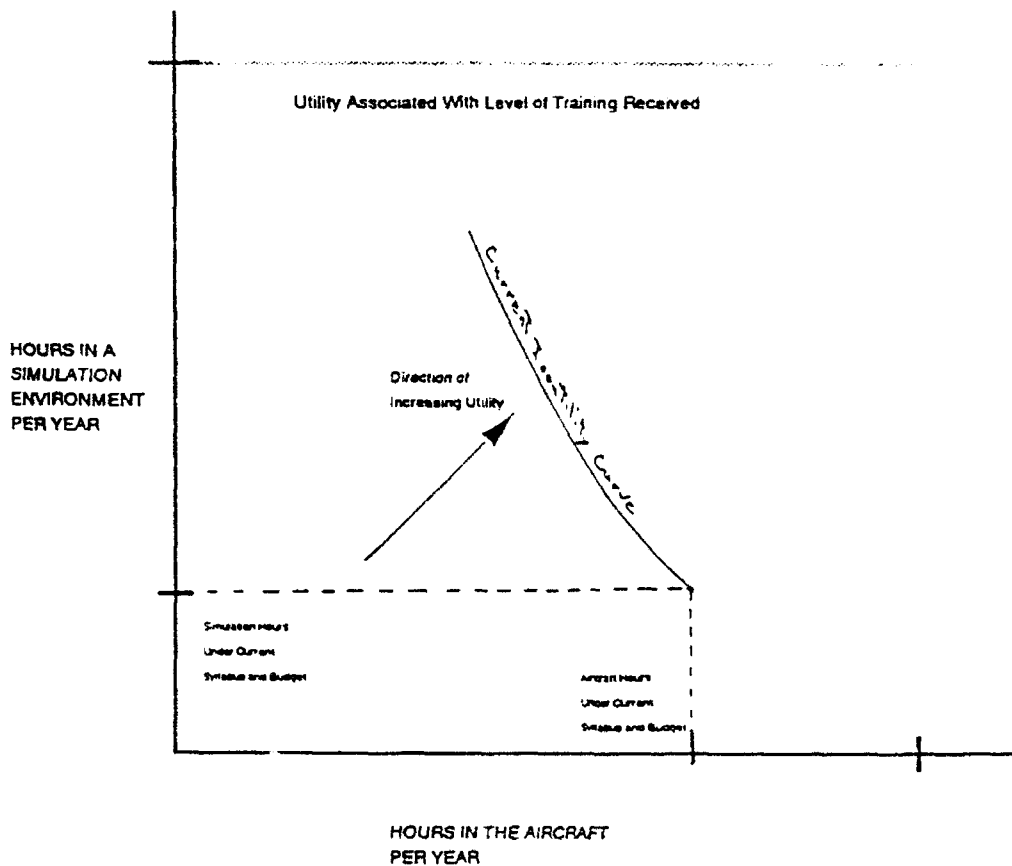 Utility Associated With Level of Training Received
HOURS IN A
SIMULATION
ENVIRONMENT
PER YEAR
Direction of
Increasing Utility
Current Utility Curve
Simulation Hours
Under Current
Syllabus and Budget
Aircraft Hours
Under Current
Syllabus and Budget
HOURS IN THE AIRCRAFT
PER YEAR